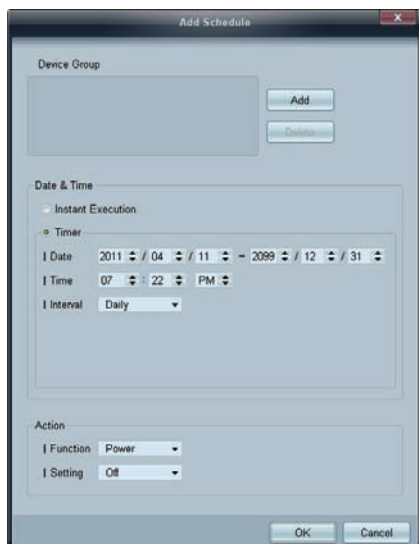 Add Schedule
Device Group
Add
Delete
Date & Time
Instant Execution
Timer
Date 2011 / 04 / 11 - 2099 / 12 / 31
Time 07 : 22 PM
Interval Daily
Action
Function Power
Setting Off
OK Cancel